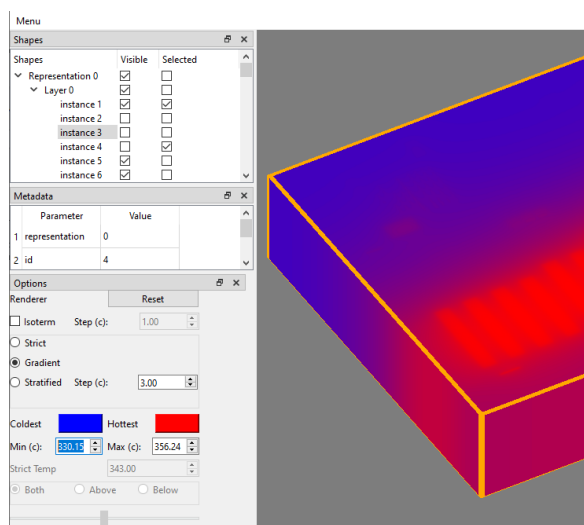 Menu
Shapes
Shapes Visible Selected
Representation 0
Layer 0
instance 1
instance 2
instance 3
instance 4
instance 5
instance 6
Metadata
Parameter Value
1 representation 0
2 id 4
Options
Renderer Reset
Isoterm Step (c): 1.00
Strict
Gradient
Stratified Step (c): 3.00
Coldest Hottest
Min (c): 330.15 Max (c): 356.24
Strict Temp 343.00
Both Above Below